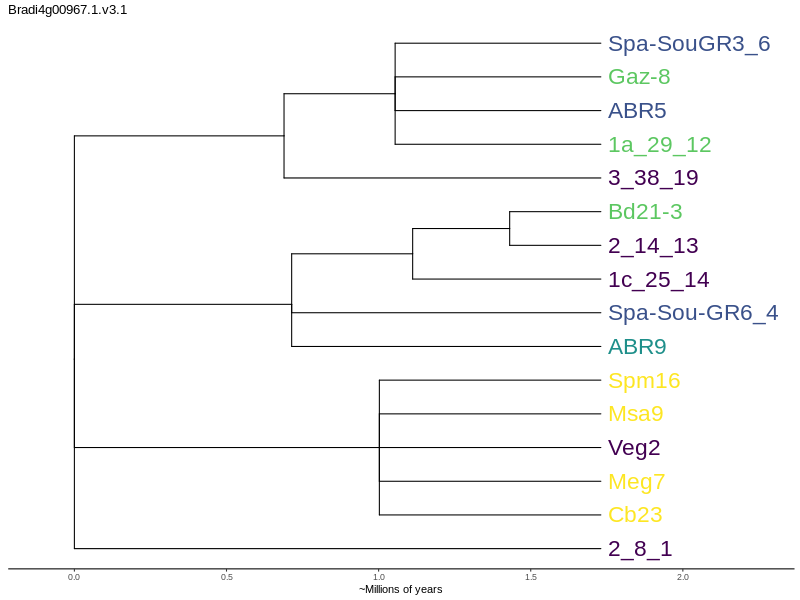 Bradi4g00967.1.v3.1
Spa-SouGR3_6
Gaz-8
ABR5
1a_29_12
3_38_19
Bd21-3
2_14_13
1c_25_14
Spa-Sou-GR6_4
ABR9
Spm16
Msa9
Veg2
Meg7
Cb23
2_8_1
0.0 0.5 1.0 1.5 2.0
~Millions of years